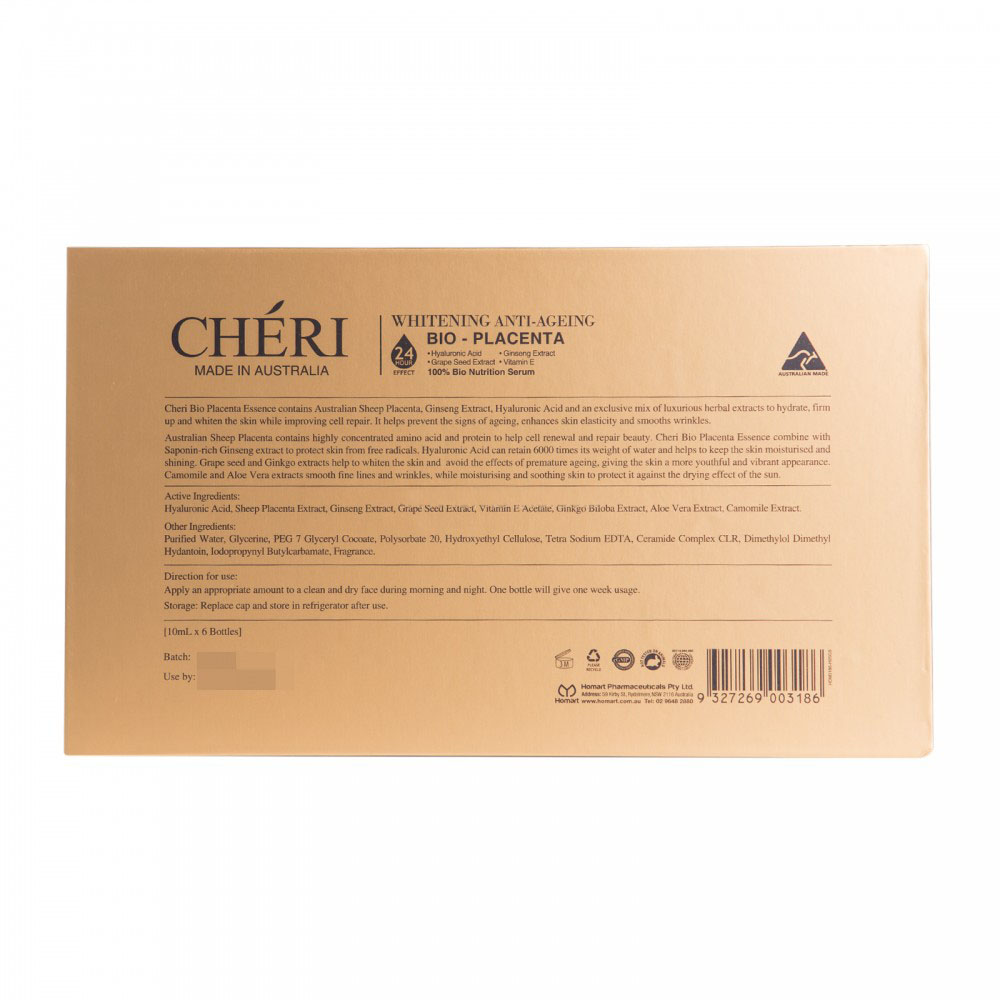 CHÉRI
MADE IN AUSTRALIA
WHITENING ANTI-AGEING
24 HOUR EFFECT
BIO - PLACENTA
• Hyaluronic Acid • Ginseng Extract
• Grape Seed Extract • Vitamin E
100% Bio Nutrition Serum
AUSTRALIAN MADE
Cheri Bio Placenta Essence contains Australian Sheep Placenta, Ginseng Extract, Hyaluronic Acid and an exclusive mix of luxurious herbal extracts to hydrate, firm
up and whiten the skin while improving cell repair. It helps prevent the signs of ageing, enhances skin elasticity and smooths wrinkles.
Australian Sheep Placenta contains highly concentrated amino acid and protein to help cell renewal and repair beauty. Cheri Bio Placenta Essence combine with
Saponin-rich Ginseng extract to protect skin from free radicals. Hyaluronic Acid can retain 6000 times its weight of water and helps to keep the skin moisturised and
shining. Grape seed and Ginkgo extracts help to whiten the skin and avoid the effects of premature ageing, giving the skin a more youthful and vibrant appearance.
Camomile and Aloe Vera extracts smooth fine lines and wrinkles, while moisturising and soothing skin to protect it against the drying effect of the sun.
Active Ingredients:
Hyaluronic Acid, Sheep Placenta Extract, Ginseng Extract, Grape Seed Extract, Vitamin E Acetate, Ginkgo Biloba Extract, Aloe Vera Extract, Camomile Extract.
Other Ingredients:
Purified Water, Glycerine, PEG 7 Glyceryl Cocoate, Polysorbate 20, Hydroxyethyl Cellulose, Tetra Sodium EDTA, Ceramide Complex CLR, Dimethylol Dimethyl
Hydantoin, Iodopropynyl Butylcarbamate, Fragrance.
Direction for use:
Apply an appropriate amount to a clean and dry face during morning and night. One bottle will give one week usage.
Storage: Replace cap and store in refrigerator after use.
[10mL x 6 Bottles]
Batch:
Use by:
3M
PLEASE RECYCLE
GMP
Homart
Homart Pharmaceuticals Pty Ltd.
NSW 2116 Australia
www.homart.com.au Tel: 02 9648 2880
9 327269 003186